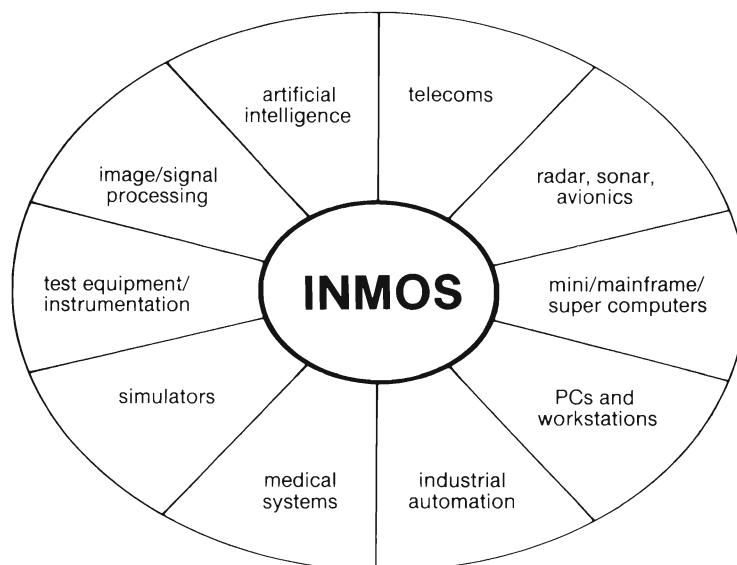 artificial
intelligence
telecoms
image/signal
processing
radar, sonar,
avionics
test equipment/
instrumentation
INMOS
mini/mainframe/
super computers
simulators
PCs and
workstations
medical
systems
industrial
automation